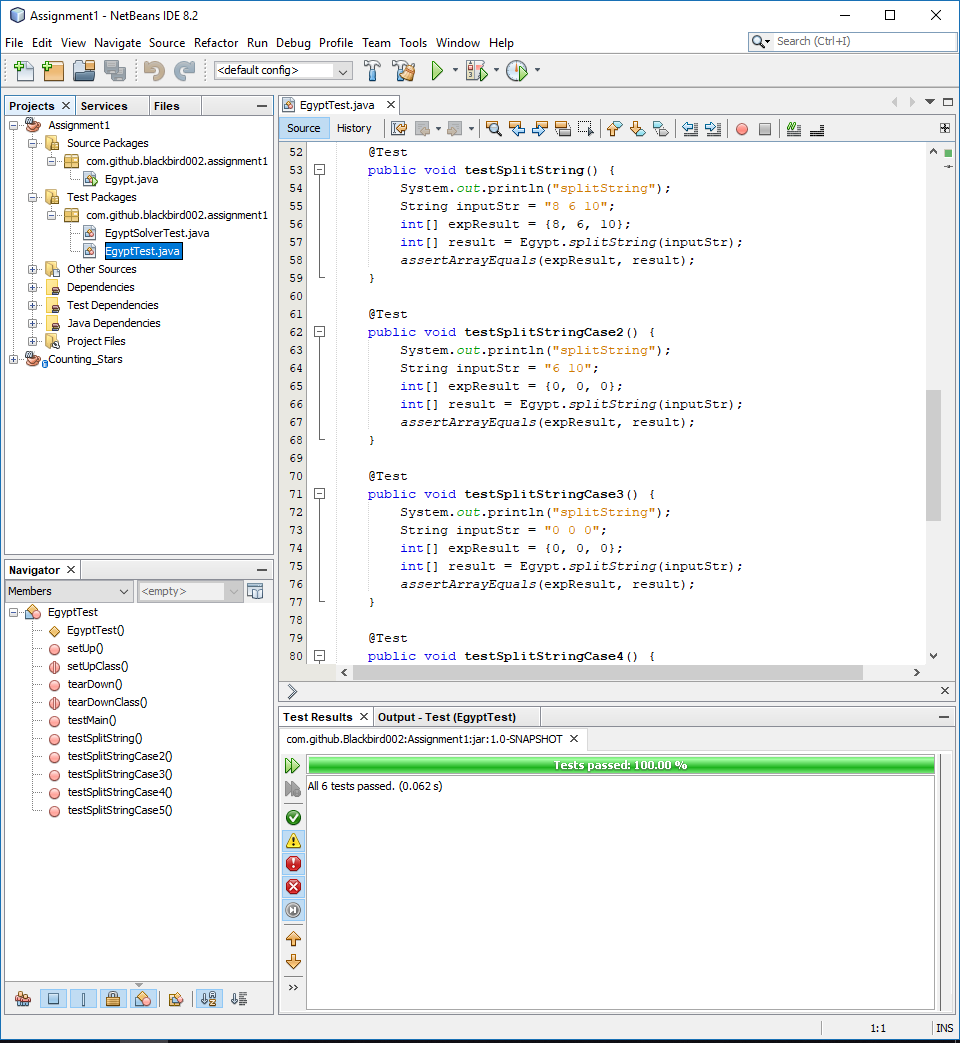 Assignment1 - NetBeans IDE 8.2
File Edit View Navigate Source Refactor Run Debug Profile Team Tools Window Help
Search (Ctrl+I)
<default config>
Projects Services Files
Assignment1
Source Packages
com.github.blackbird002.assignment1
Egypt.java
Test Packages
com.github.blackbird002.assignment1
EgyptSolverTest.java
EgyptTest.java
Other Sources
Dependencies
Test Dependencies
Java Dependencies
Project Files
Counting_Stars
Navigator
Members <empty>
EgyptTest
EgyptTest()
setUp()
setUpClass()
tearDown()
tearDownClass()
testMain()
testSplitString()
testSplitStringCase2()
testSplitStringCase3()
testSplitStringCase4()
testSplitStringCase5()
EgyptTest.java
Source History
52 @Test
53 public void testSplitString() {
54 System.out.println("splitString");
55 String inputStr = "8 6 10";
56 int[] expResult = {8, 6, 10};
57 int[] result = Egypt.splitString(inputStr);
58 assertArrayEquals(expResult, result);
59 }
60
61 @Test
62 public void testSplitStringCase2() {
63 System.out.println("splitString");
64 String inputStr = "6 10";
65 int[] expResult = {0, 0, 0};
66 int[] result = Egypt.splitString(inputStr);
67 assertArrayEquals(expResult, result);
68 }
69
70 @Test
71 public void testSplitStringCase3() {
72 System.out.println("splitString");
73 String inputStr = "0 0 0";
74 int[] expResult = {0, 0, 0};
75 int[] result = Egypt.splitString(inputStr);
76 assertArrayEquals(expResult, result);
77 }
78
79 @Test
80 public void testSplitStringCase4() {
Test Results Output - Test (EgyptTest)
com.github.Blackbird002:Assignment1:jar:1.0-SNAPSHOT
Tests passed: 100.00 %
All 6 tests passed. (0.062 s)
1:1 INS